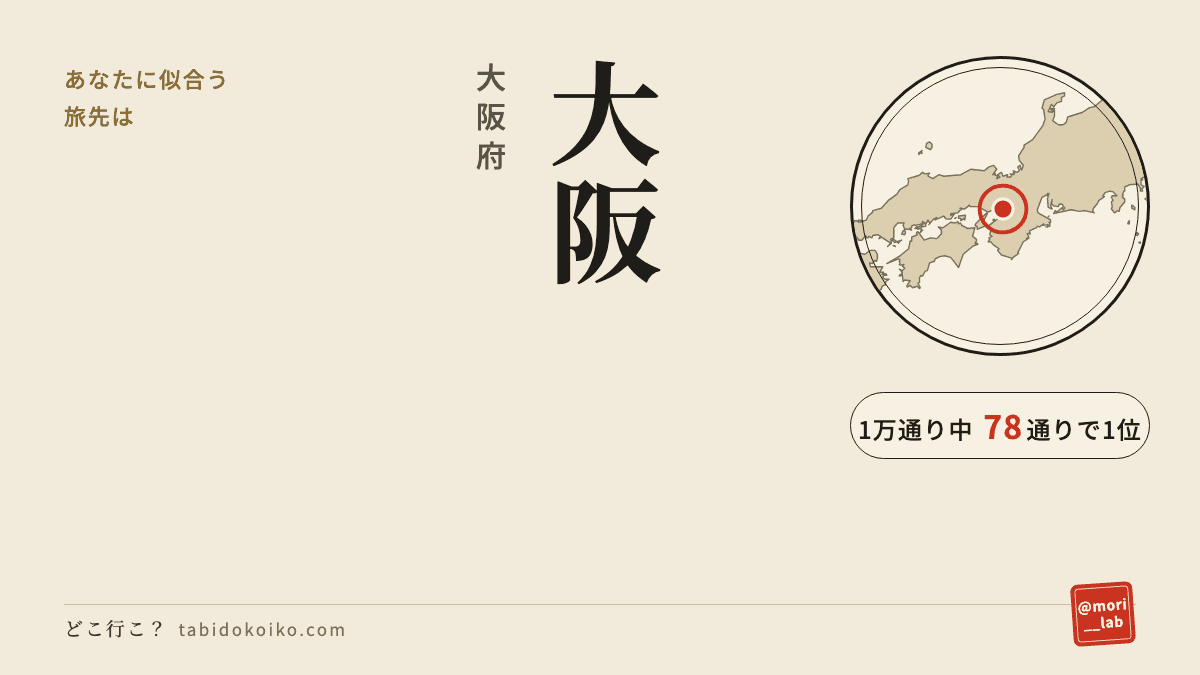 あなたに似合う
旅先は
大阪
大阪府
1万通り中 78通りで1位
どこ行こ？ tabidokoiko.com
@mori
__lab